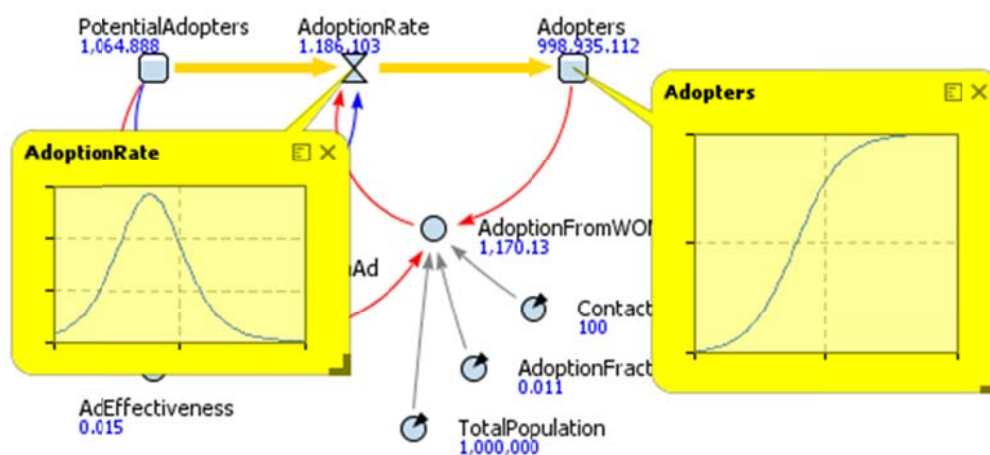 PotentialAdopters
1,064.888
AdoptionRate
1,186.103
Adopters
998,935.112
Adopters
AdoptionRate
AdoptionFromWOM
1,170.13
Ad
Contact
100
AdoptionFract
0.011
AdEffectiveness
0.015
TotalPopulation
1,000,000